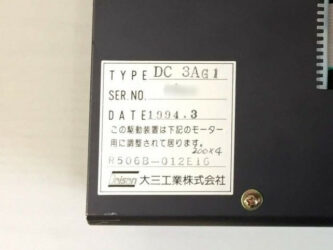 TYPE DC 3AG1
SER.NO.
DATE 1994.3
この駆動装置は下記のモーター
用に調整されて居ります。
200×4
R506B-012E1G
大三工業株式会社